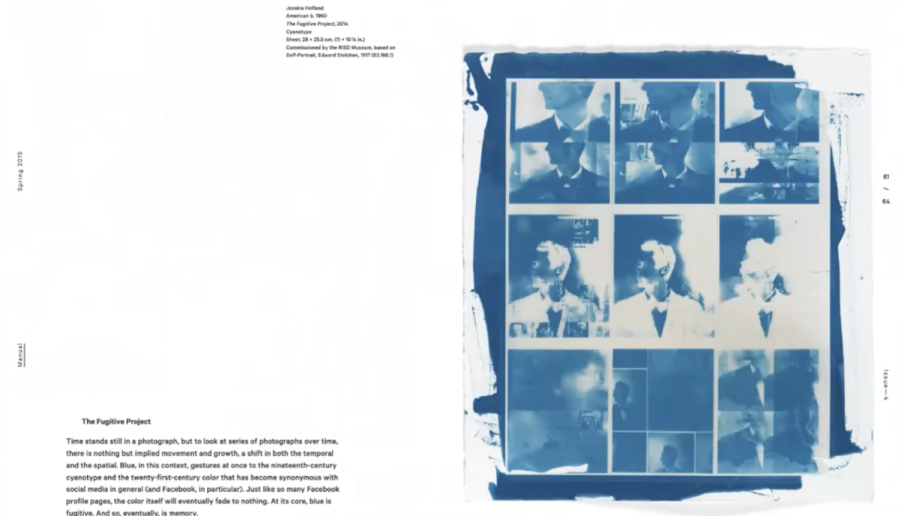 Jessica Helfand
American b. 1960
The Fugitive Project, 2014
Cyanotype
Sheet: 28 × 25.5 cm. (11 × 10 ⅛ in.)
Commissioned by the RISD Museum, based on
Self-Portrait, Edward Steichen, 1917
Spring 2015
Manual
The Fugitive Project
Time stands still in a photograph, but to look at series of photographs over time,
there is nothing but implied movement and growth, a shift in both the temporal
and the spatial. Blue, in this context, gestures at once to the nineteenth-century
cyanotype and the twenty-first-century color that has become synonymous with
social media in general (and Facebook, in particular). Just like so many Facebook
profile pages, the color itself will eventually fade to nothing. At its core, blue is
fugitive. And so, eventually, is memory.
61
/
64
Issue—4